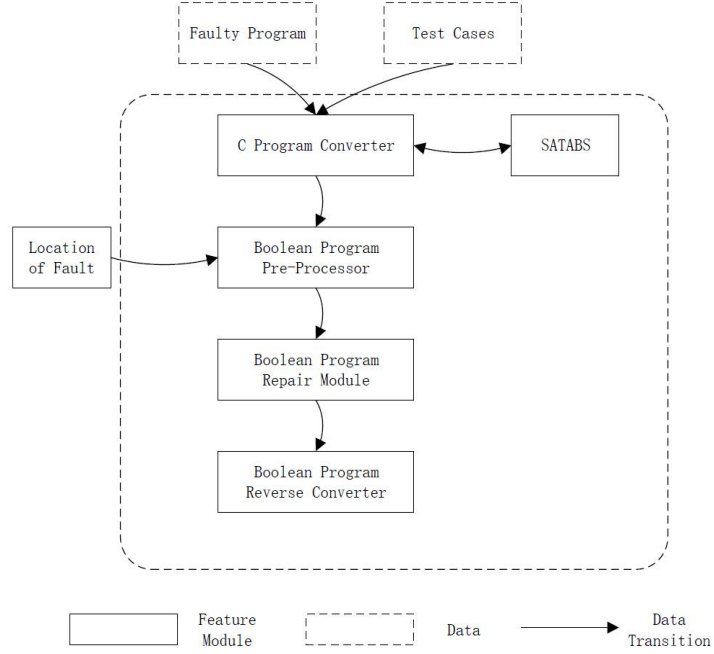 Faulty Program
Test Cases
C Program Converter
SATABS
Location
of Fault
Boolean Program
Pre-Processor
Boolean Program
Repair Module
Boolean Program
Reverse Converter
Feature
Module
Data
Data
Transition